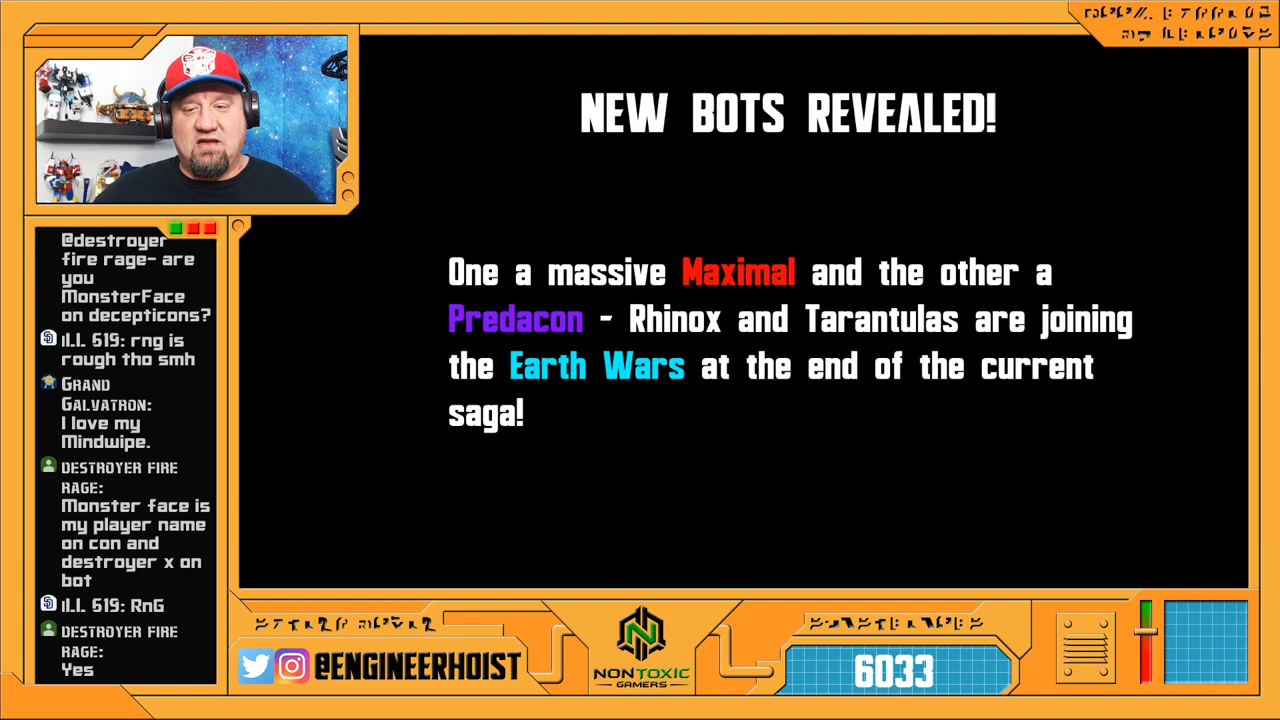 NEW BOTS REVEALED!
One a massive Maximal and the other a
Predacon - Rhinox and Tarantulas are joining
the Earth Wars at the end of the current
saga!
@destroyer
fire rage- are
you
MonsterFace
on decepticons?
ıl.l. 619: rng is
rough tho smh
GRAND
GALVATRON:
I love my
Mindwipe.
DESTROYER FIRE
RAGE:
Monster face is
my player name
on con and
destroyer x on
bot
ıl.l. 619: RnG
DESTROYER FIRE
RAGE:
Yes
@ENGINEERHOIST
N
NONTOXIC
GAMERS
6033